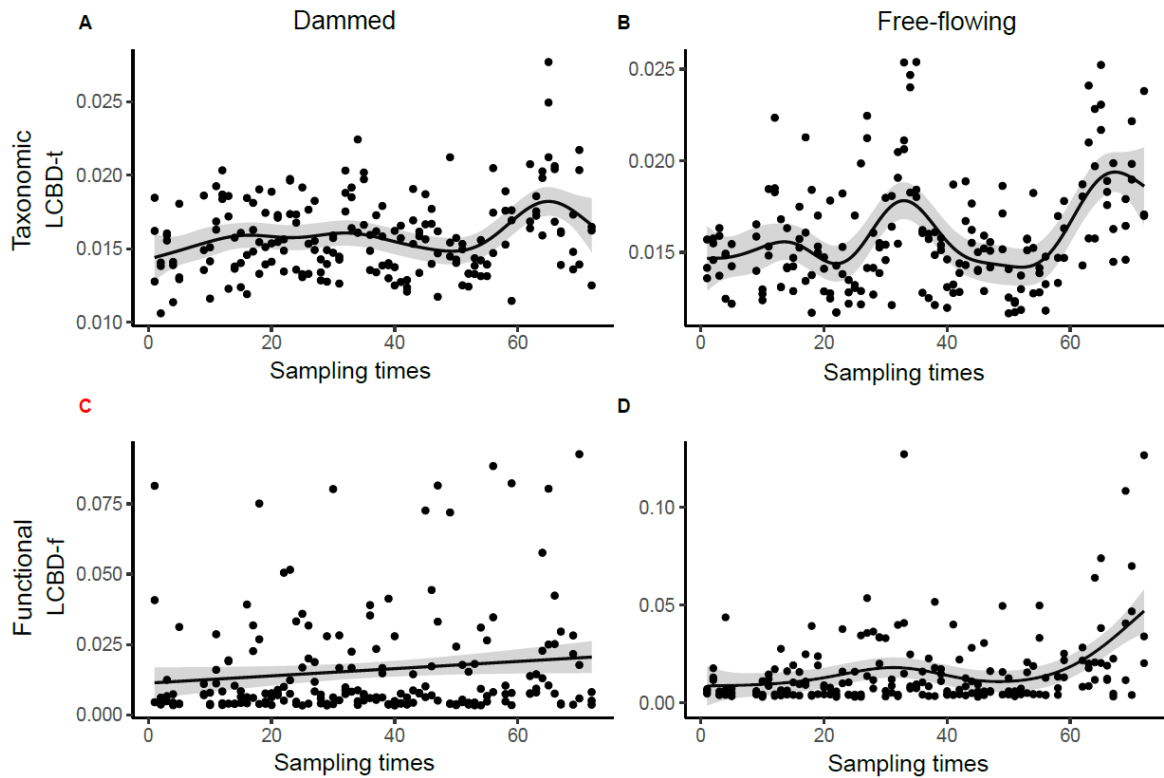 A Dammed B Free-flowing
Taxonomic
LCBD-t
0.025
0.020
0.015
0.010
0 20 40 60
Sampling times
0.025
0.020
0.015
0 20 40 60
Sampling times
C D
Functional
LCBD-f
0.075
0.050
0.025
0.000
0 20 40 60
Sampling times
0.10
0.05
0.00
0 20 40 60
Sampling times